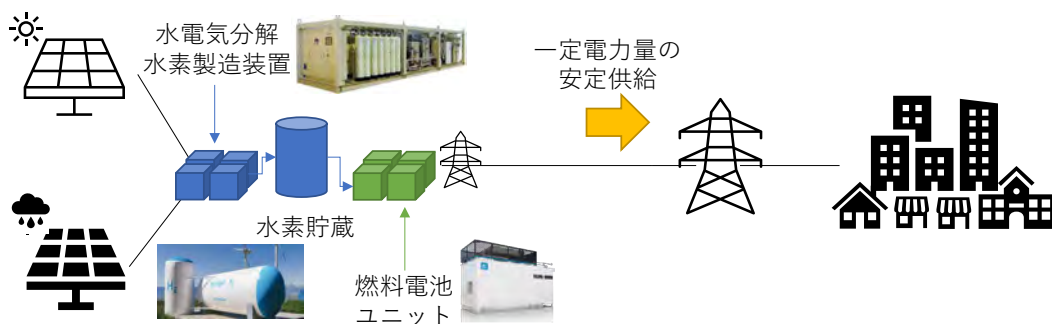 水電気分解
水素製造装置
一定電力量の
安定供給
水素貯蔵
燃料電池
ユニット